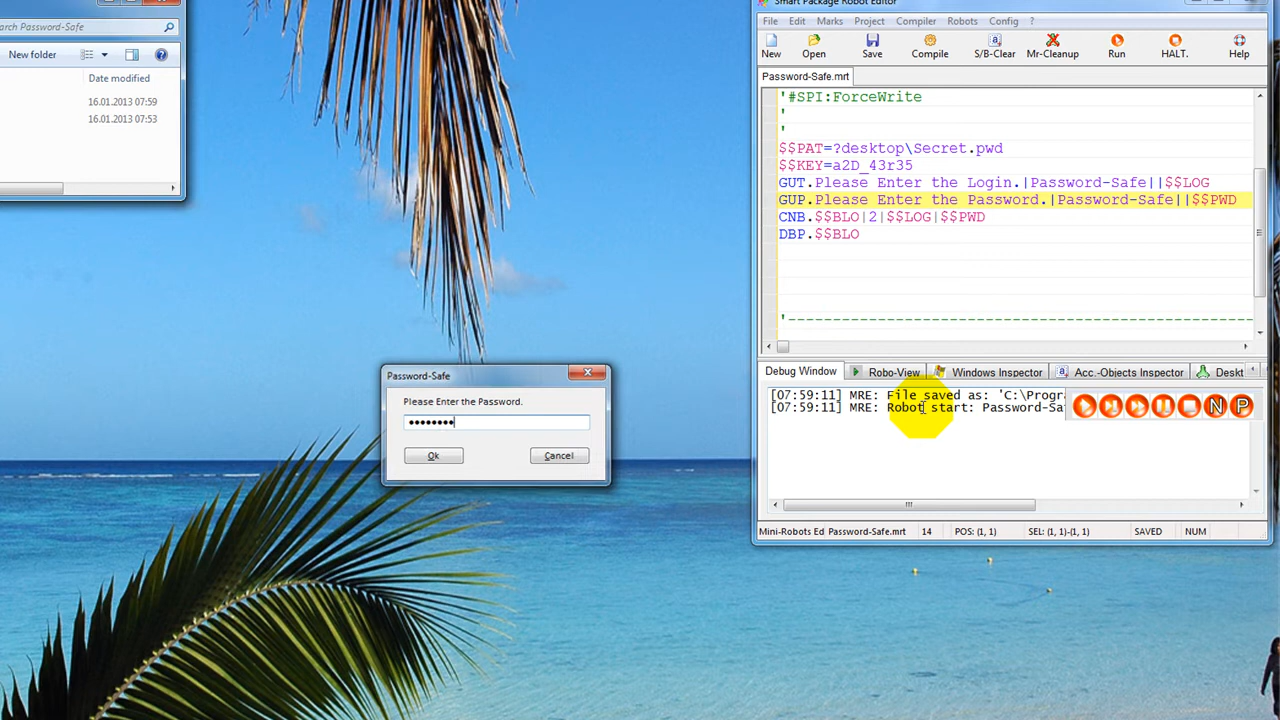 arch Password-Safe
New folder
Date modified
16.01.2013 07:59
16.01.2013 07:53
Smart Package Robot Editor
File Edit Marks Project Compiler Robots Config ?
New Open Save Compile S/B-Clear Mr-Cleanup Run HALT. Help
Password-Safe.mrt
'#SPI:ForceWrite
'
'
$$PAT=?desktop\Secret.pwd
$$KEY=a2D_43r35
GUT.Please Enter the Login.|Password-Safe||$$LOG
GUP.Please Enter the Password.|Password-Safe||$$PWD
CNB.$$BLO|2|$$LOG|$$PWD
DBP.$$BLO
'-----------------------------------------------------
Password-Safe
Please Enter the Password.
••••••••
Ok Cancel
Debug Window Robo-View Windows Inspector Acc.-Objects Inspector Deskt
[07:59:11] MRE: File saved as: 'C:\Progra
[07:59:11] MRE: Robot start: Password-Sa
N P
Mini-Robots Ed Password-Safe.mrt 14 POS: (1, 1) SEL: (1, 1)-(1, 1) SAVED NUM